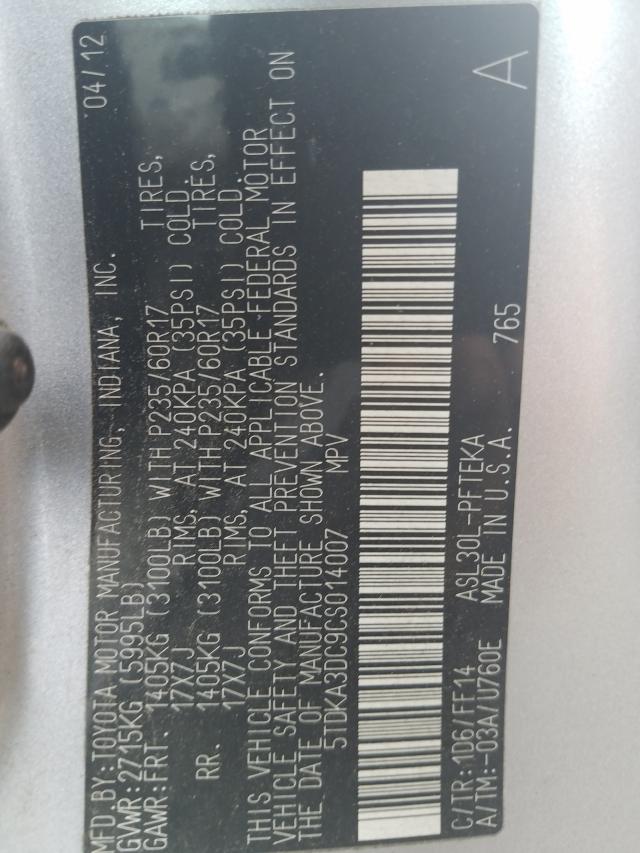 MFD.BY:TOYOTA MOTOR MANUFACTURING, INDIANA, INC. 04/12
GVWR:2715KG (5995LB)
GAWR:FRT. 1405KG (3100LB) WITH P235/60R17 TIRES,
17X7J RIMS, AT 240KPA (35PSI) COLD.
RR. 1405KG (3100LB) WITH P235/60R17 TIRES,
17X7J RIMS, AT 240KPA (35PSI) COLD.
THIS VEHICLE CONFORMS TO ALL APPLICABLE FEDERAL MOTOR
VEHICLE SAFETY AND THEFT PREVENTION STANDARDS IN EFFECT ON
THE DATE OF MANUFACTURE SHOWN ABOVE.
5TDKA3DC9CS014007 MPV
C/TR:1D6/FF14 ASL30L-PFTEKA
A/TM:-03A/U760E MADE IN U.S.A. 765 A